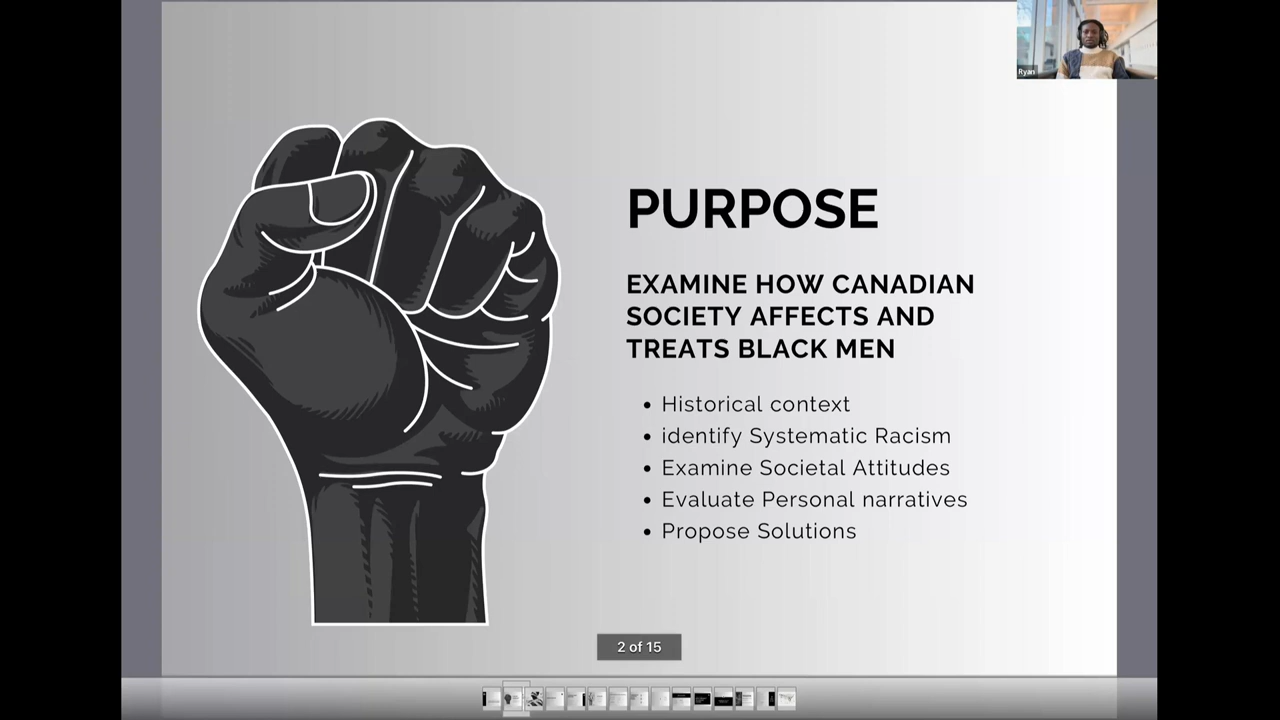 Ryan
PURPOSE
EXAMINE HOW CANADIAN
SOCIETY AFFECTS AND
TREATS BLACK MEN
• Historical context
• identify Systematic Racism
• Examine Societal Attitudes
• Evaluate Personal narratives
• Propose Solutions
2 of 15